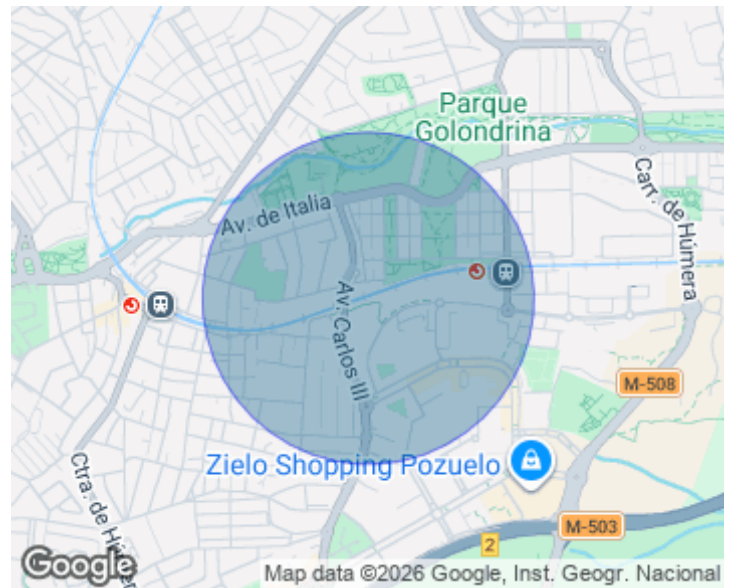 Parque
Golondrina
Av. de Italia
Carr. de Húmera
Av. Carlos III
M-508
Zielo Shopping Pozuelo
Ctra. de
M-503
2
Google
Map data ©2026 Google, Inst. Geogr. Nacional